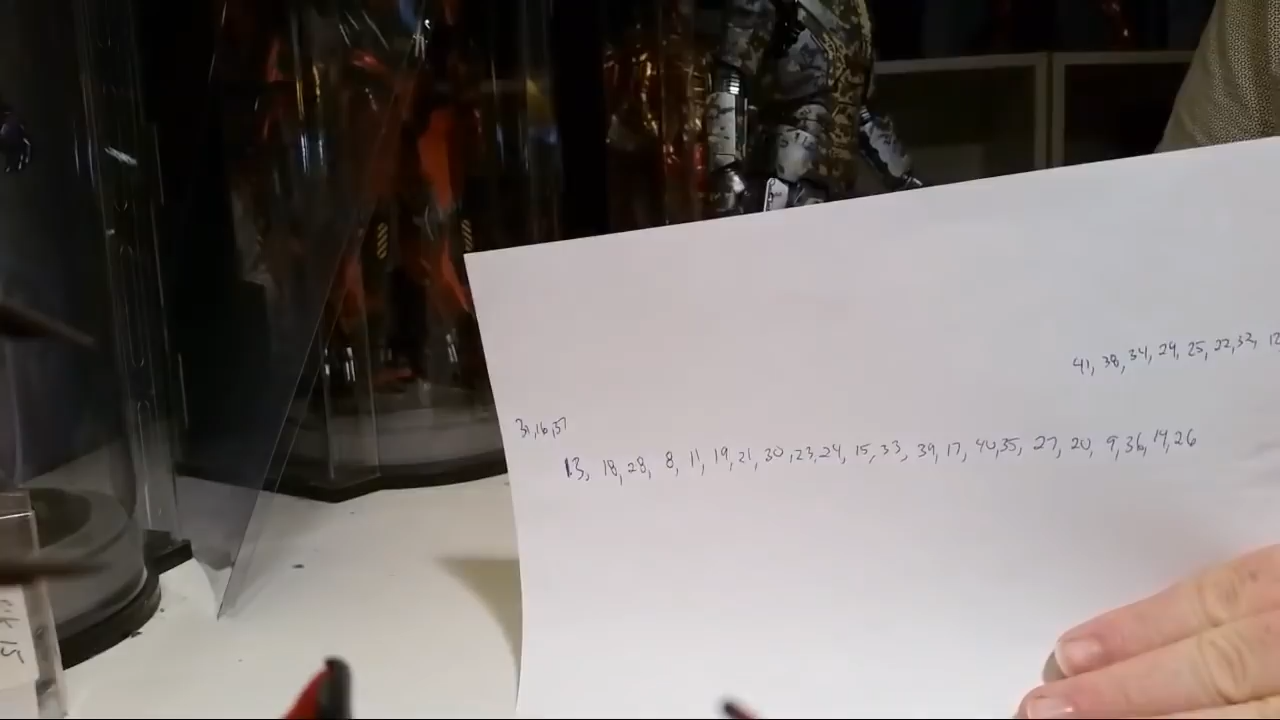 41, 38, 34, 29, 25, 22, 32, 12
31, 16, 37
13, 18, 28, 8, 11, 19, 21, 30, 23, 24, 15, 33, 39, 17, 40, 35, 27, 20, 9, 36, 14, 26